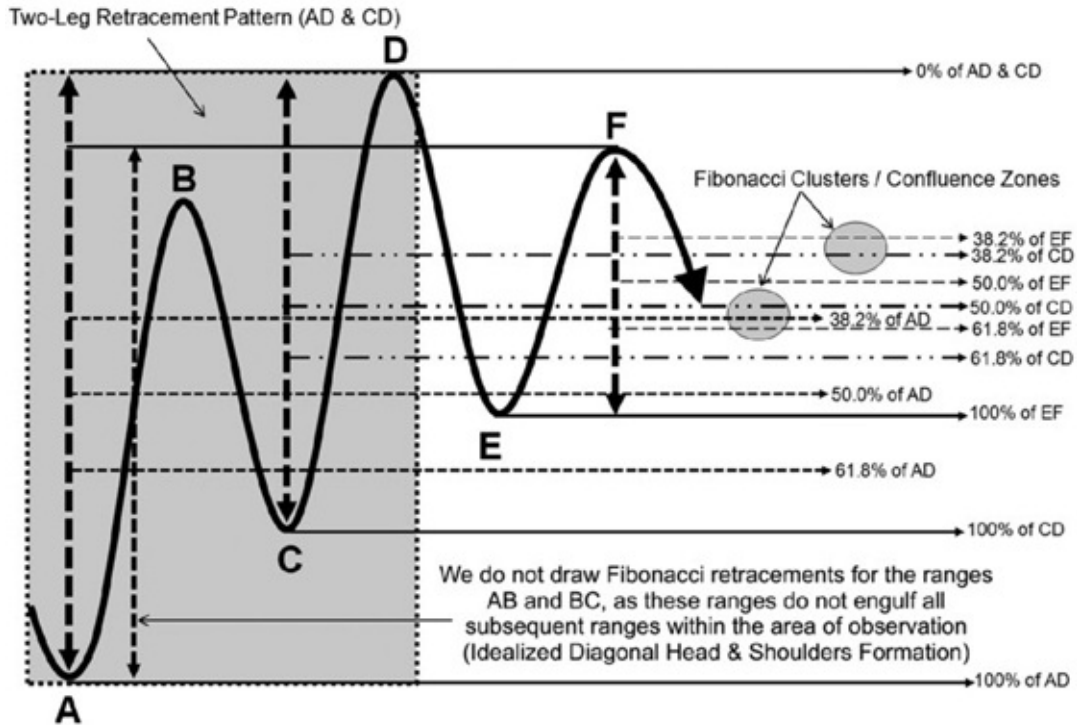 Two-Leg Retracement Pattern (AD & CD)
D
0% of AD & CD
F
B
Fibonacci Clusters / Confluence Zones
38.2% of EF
38.2% of CD
50.0% of EF
50.0% of CD
38.2% of AD
61.8% of EF
61.8% of CD
50.0% of AD
100% of EF
E
61.8% of AD
100% of CD
C
We do not draw Fibonacci retracements for the ranges
AB and BC, as these ranges do not engulf all
subsequent ranges within the area of observation
(Idealized Diagonal Head & Shoulders Formation)
100% of AD
A